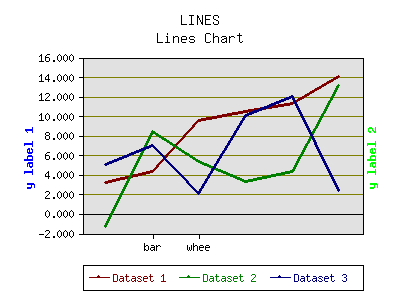 LINES
Lines Chart
16.000
14.000
12.000
10.000
8.000
6.000
4.000
2.000
0.000
-2.000
y label 1
y label 2
bar whee
Dataset 1 Dataset 2 Dataset 3